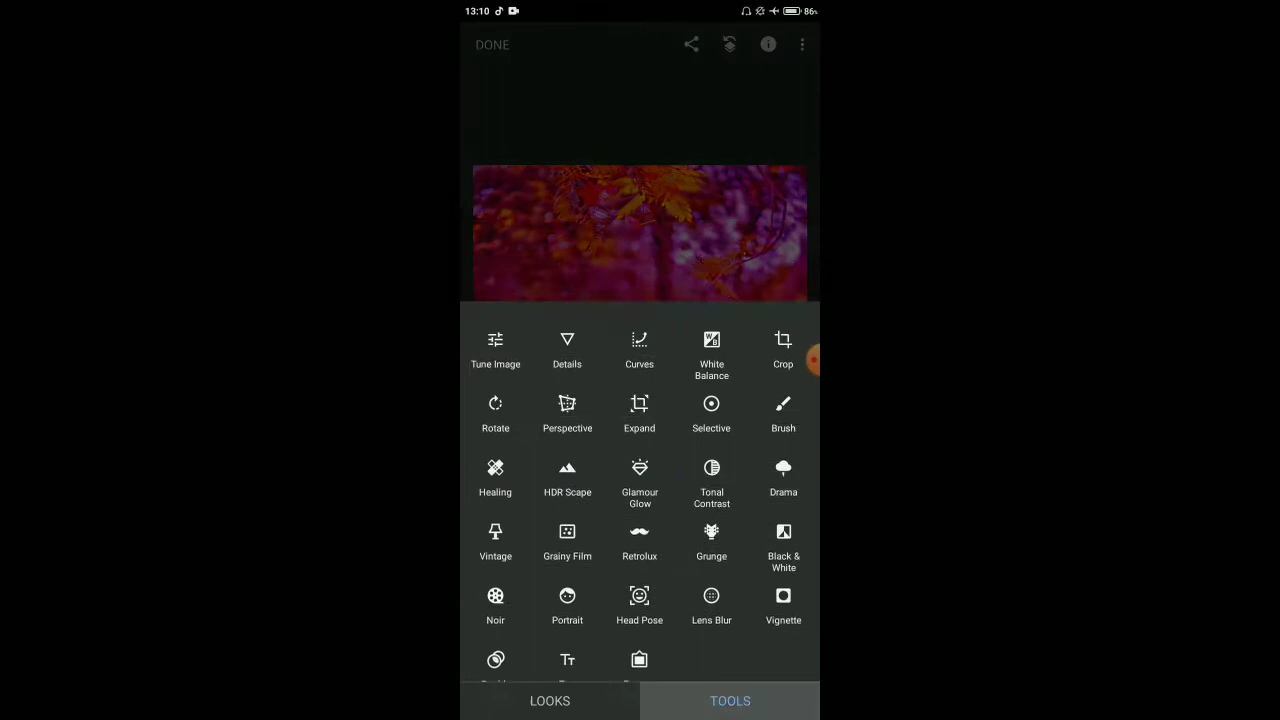 13:10 86%
DONE
Tune Image Details Curves White Balance Crop
Rotate Perspective Expand Selective Brush
Healing HDR Scape Glamour Glow Tonal Contrast Drama
Vintage Grainy Film Retrolux Grunge Black & White
Noir Portrait Head Pose Lens Blur Vignette
LOOKS TOOLS